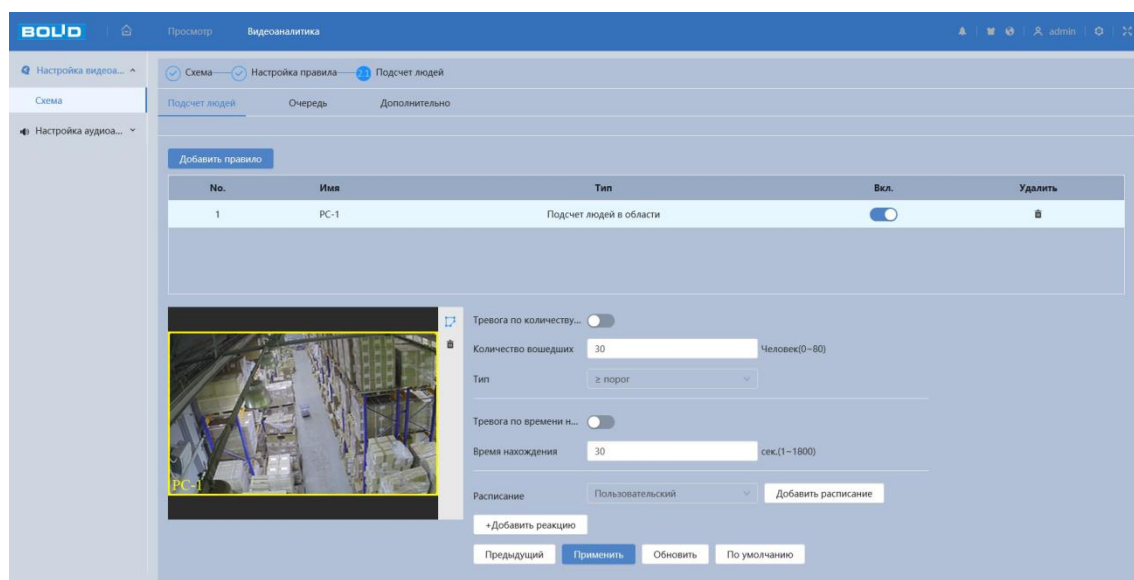 BOLID Просмотр Видеоаналитика admin
Настройка видеоа...
Схема Настройка правила 2.1 Подсчет людей
Схема
Подсчет людей Очередь Дополнительно
Настройка аудиоа...
Добавить правило
No. Имя Тип Вкл. Удалить
1 PC-1 Подсчет людей в области
Тревога по количеству...
Количество вошедших 30 Человек(0~80)
Тип ≥ порог
Тревога по времени н...
Время нахождения 30 сек.(1~1800)
PC-1
Расписание Пользовательский Добавить расписание
+Добавить реакцию
Предыдущий Применить Обновить По умолчанию